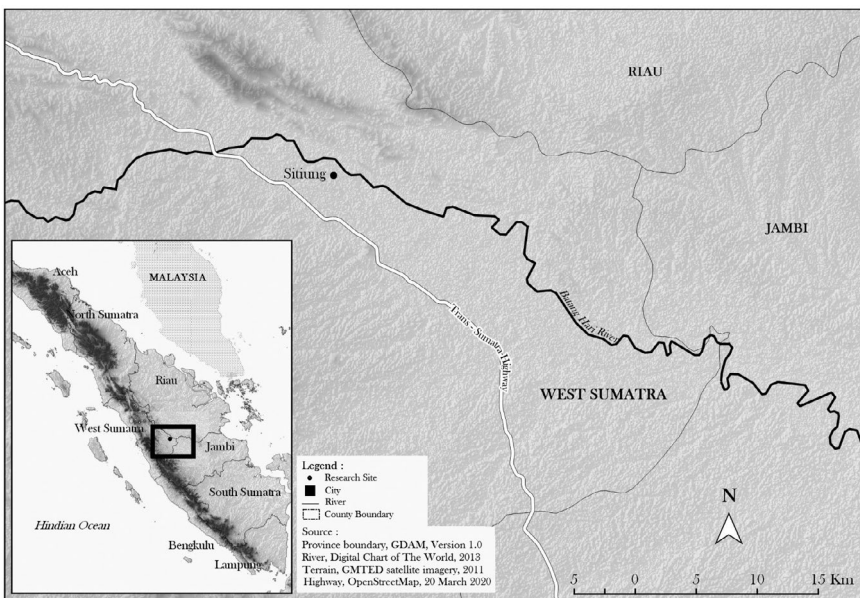 RIAU
Sitiung
JAMBI
Batang Hari River
Trans - Sumatra Highway
WEST SUMATRA
MALAYSIA
Aceh
North Sumatra
Riau
West Sumatra
Jambi
South Sumatra
Hindian Ocean
Bengkulu
Lampung
Legend :
Research Site
City
River
County Boundary
Source :
Province boundary, GDAM, Version 1.0
River, Digital Chart of The World, 2013
Terrain, GMTED satellite imagery, 2011
Highway, OpenStreetMap, 20 March 2020
N
5 0 5 10 15 Km